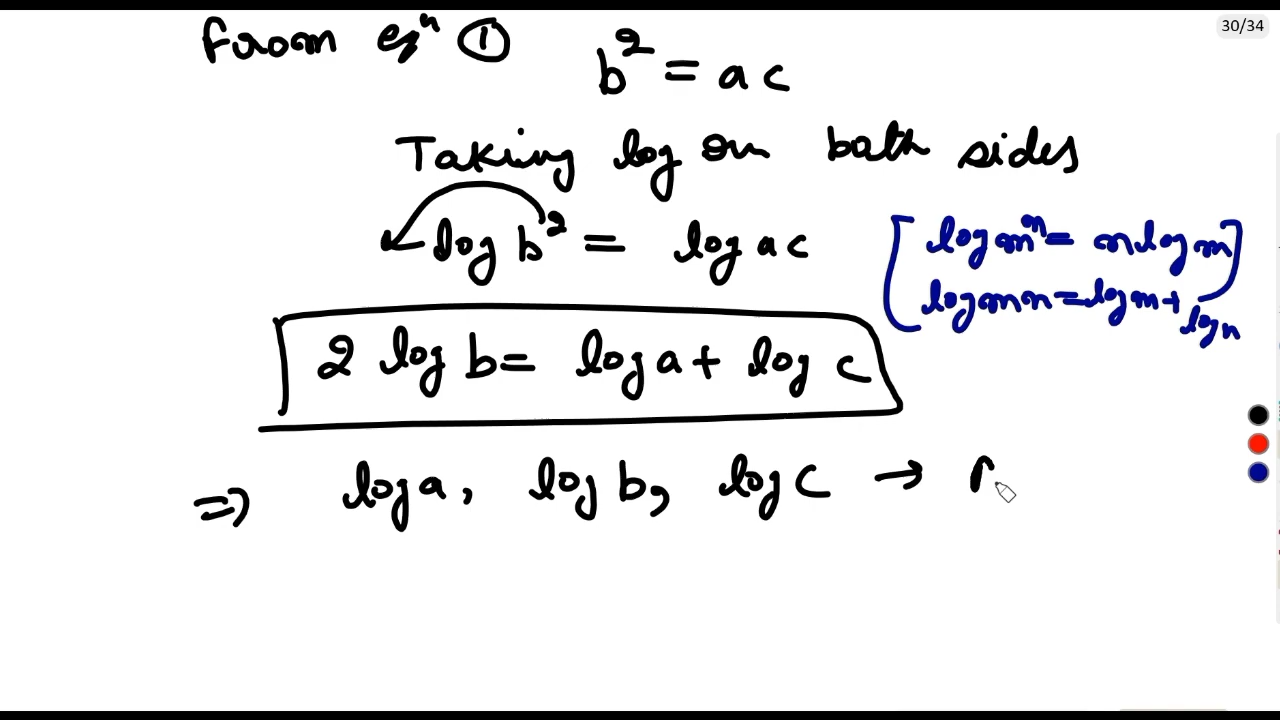 30/34
From eqⁿ ①
b² = ac
Taking log on both sides
log b² = log ac
[log mⁿ = n log m]
[log mn = log m + log n
2 log b = log a + log c
⇒ log a, log b, log c →